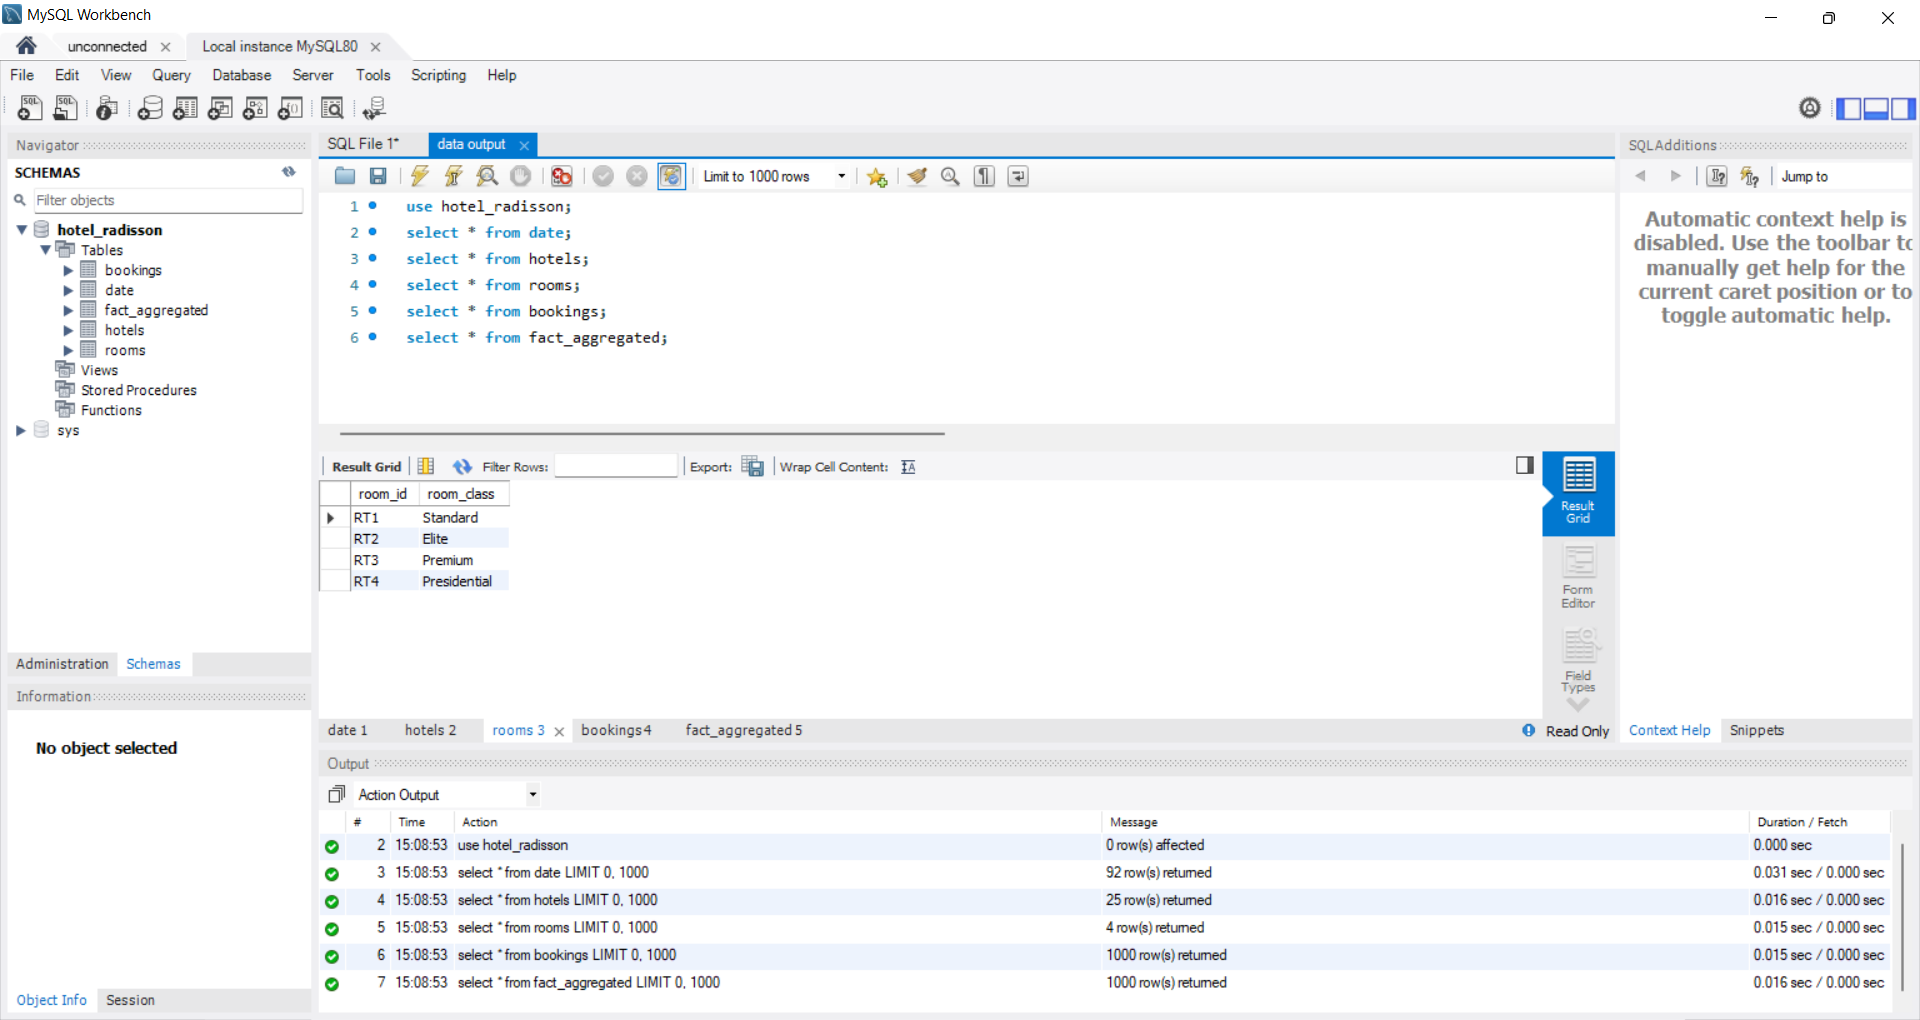 MySQL Workbench
unconnected
Local instance MySQL80
File Edit View Query Database Server Tools Scripting Help
Navigator
SCHEMAS
Filter objects
hotel_radisson
Tables
bookings
date
fact_aggregated
hotels
rooms
Views
Stored Procedures
Functions
sys
Administration Schemas
Information
No object selected
Object Info Session
SQL File 1* data output
Limit to 1000 rows
1 use hotel_radisson;
2 select * from date;
3 select * from hotels;
4 select * from rooms;
5 select * from bookings;
6 select * from fact_aggregated;
Result Grid Filter Rows: Export: Wrap Cell Content:
room_id room_class
RT1 Standard
RT2 Elite
RT3 Premium
RT4 Presidential
Result
Grid
Form
Editor
Field
Types
date 1 hotels 2 rooms 3 bookings 4 fact_aggregated 5 Read Only
SQLAdditions
Jump to
Automatic context help is
disabled. Use the toolbar to
manually get help for the
current caret position or to
toggle automatic help.
Context Help Snippets
Output
Action Output
# Time Action Message Duration / Fetch
2 15:08:53 use hotel_radisson 0 row(s) affected 0.000 sec
3 15:08:53 select * from date LIMIT 0, 1000 92 row(s) returned 0.031 sec / 0.000 sec
4 15:08:53 select * from hotels LIMIT 0, 1000 25 row(s) returned 0.016 sec / 0.000 sec
5 15:08:53 select * from rooms LIMIT 0, 1000 4 row(s) returned 0.015 sec / 0.000 sec
6 15:08:53 select * from bookings LIMIT 0, 1000 1000 row(s) returned 0.015 sec / 0.000 sec
7 15:08:53 select * from fact_aggregated LIMIT 0, 1000 1000 row(s) returned 0.016 sec / 0.000 sec